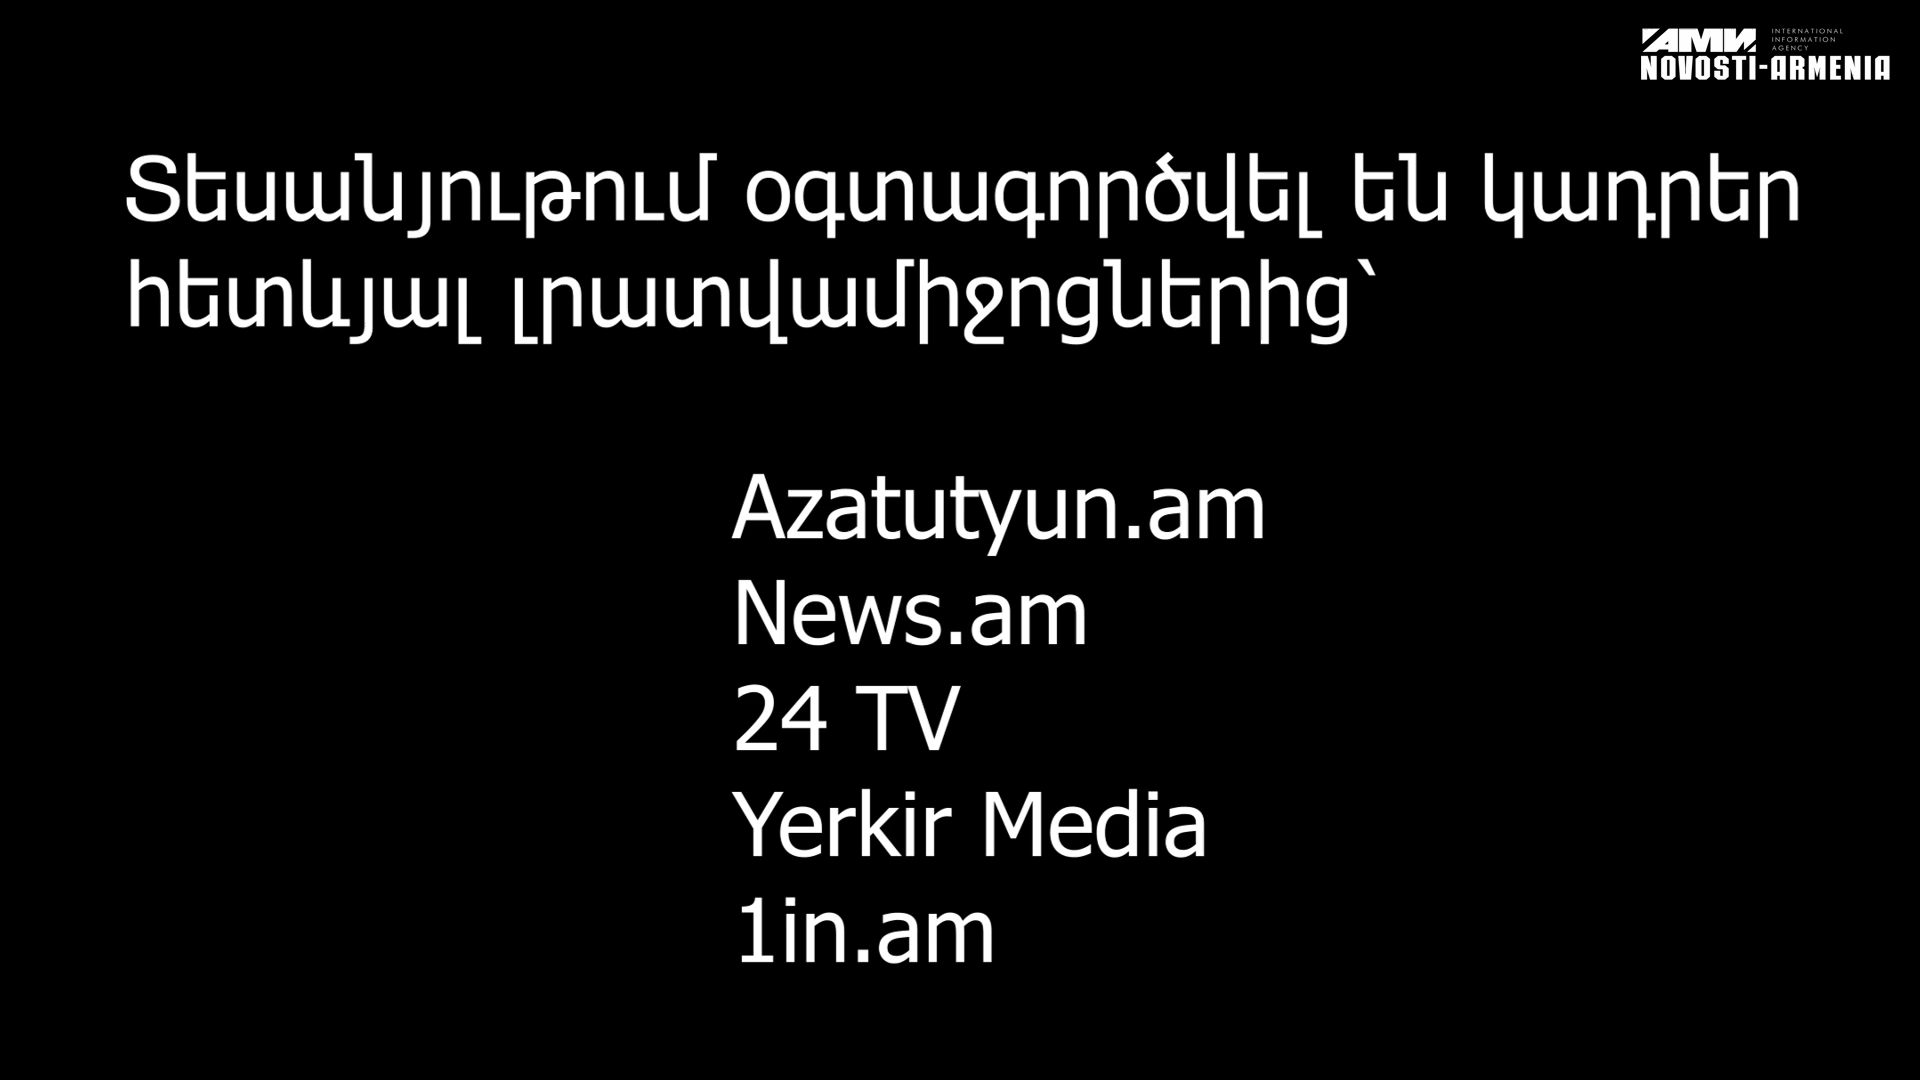 АМИ INTERNATIONAL
INFORMATION
AGENCY
NOVOSTI-ARMENIA
Տեսանյութում օգտագործվել են կադրեր
հետևյալ լրատվամիջոցներից՝
Azatutyun.am
News.am
24 TV
Yerkir Media
1in.am